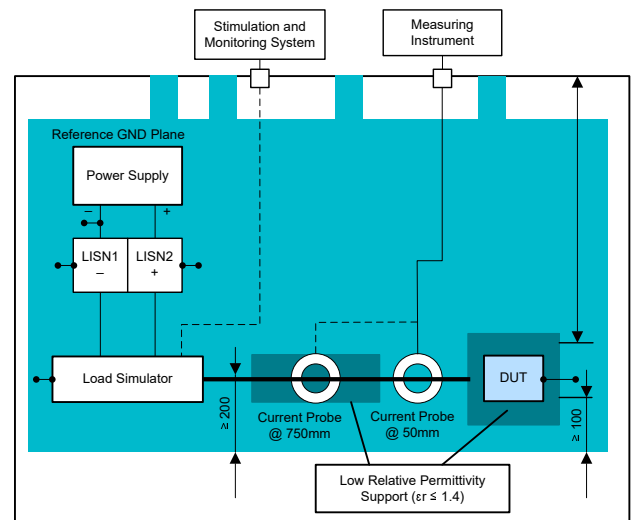 Stimulation and
Monitoring System
Measuring
Instrument
Reference GND Plane
Power Supply
– +
LISN1 LISN2
– +
Load Simulator
DUT
≥ 200
Current Probe
@ 750mm
Current Probe
@ 50mm
≥ 100
Low Relative Permittivity
Support (εr ≤ 1.4)